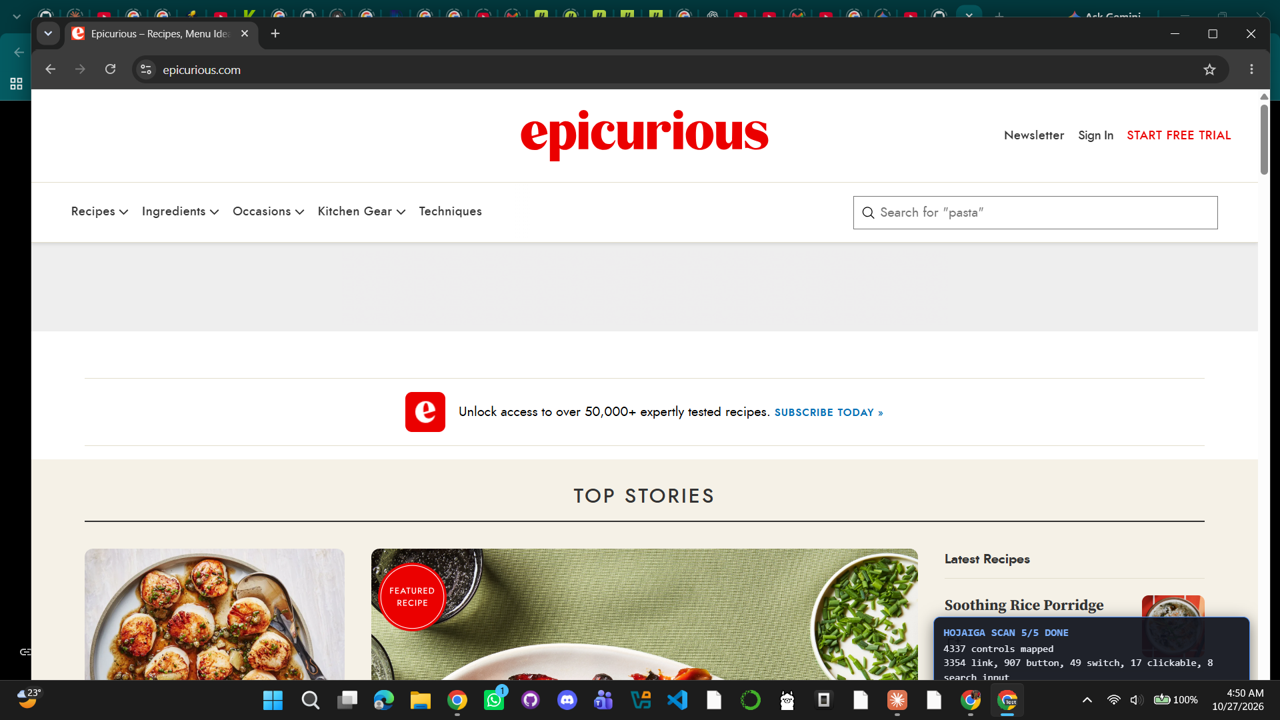 Ask Gemini
Epicurious – Recipes, Menu Ide
epicurious.com
epicurious
Newsletter
Sign In
START FREE TRIAL
Recipes
Ingredients
Occasions
Kitchen Gear
Techniques
Search for "pasta"
Unlock access to over 50,000+ expertly tested recipes. SUBSCRIBE TODAY »
TOP STORIES
FEATURED
RECIPE
Latest Recipes
Soothing Rice Porridge
HOJAIGA SCAN 5/5 DONE
4337 controls mapped
3354 link, 907 button, 49 switch, 17 clickable, 8
search input
23°
1
100%
4:50 AM
10/27/2026